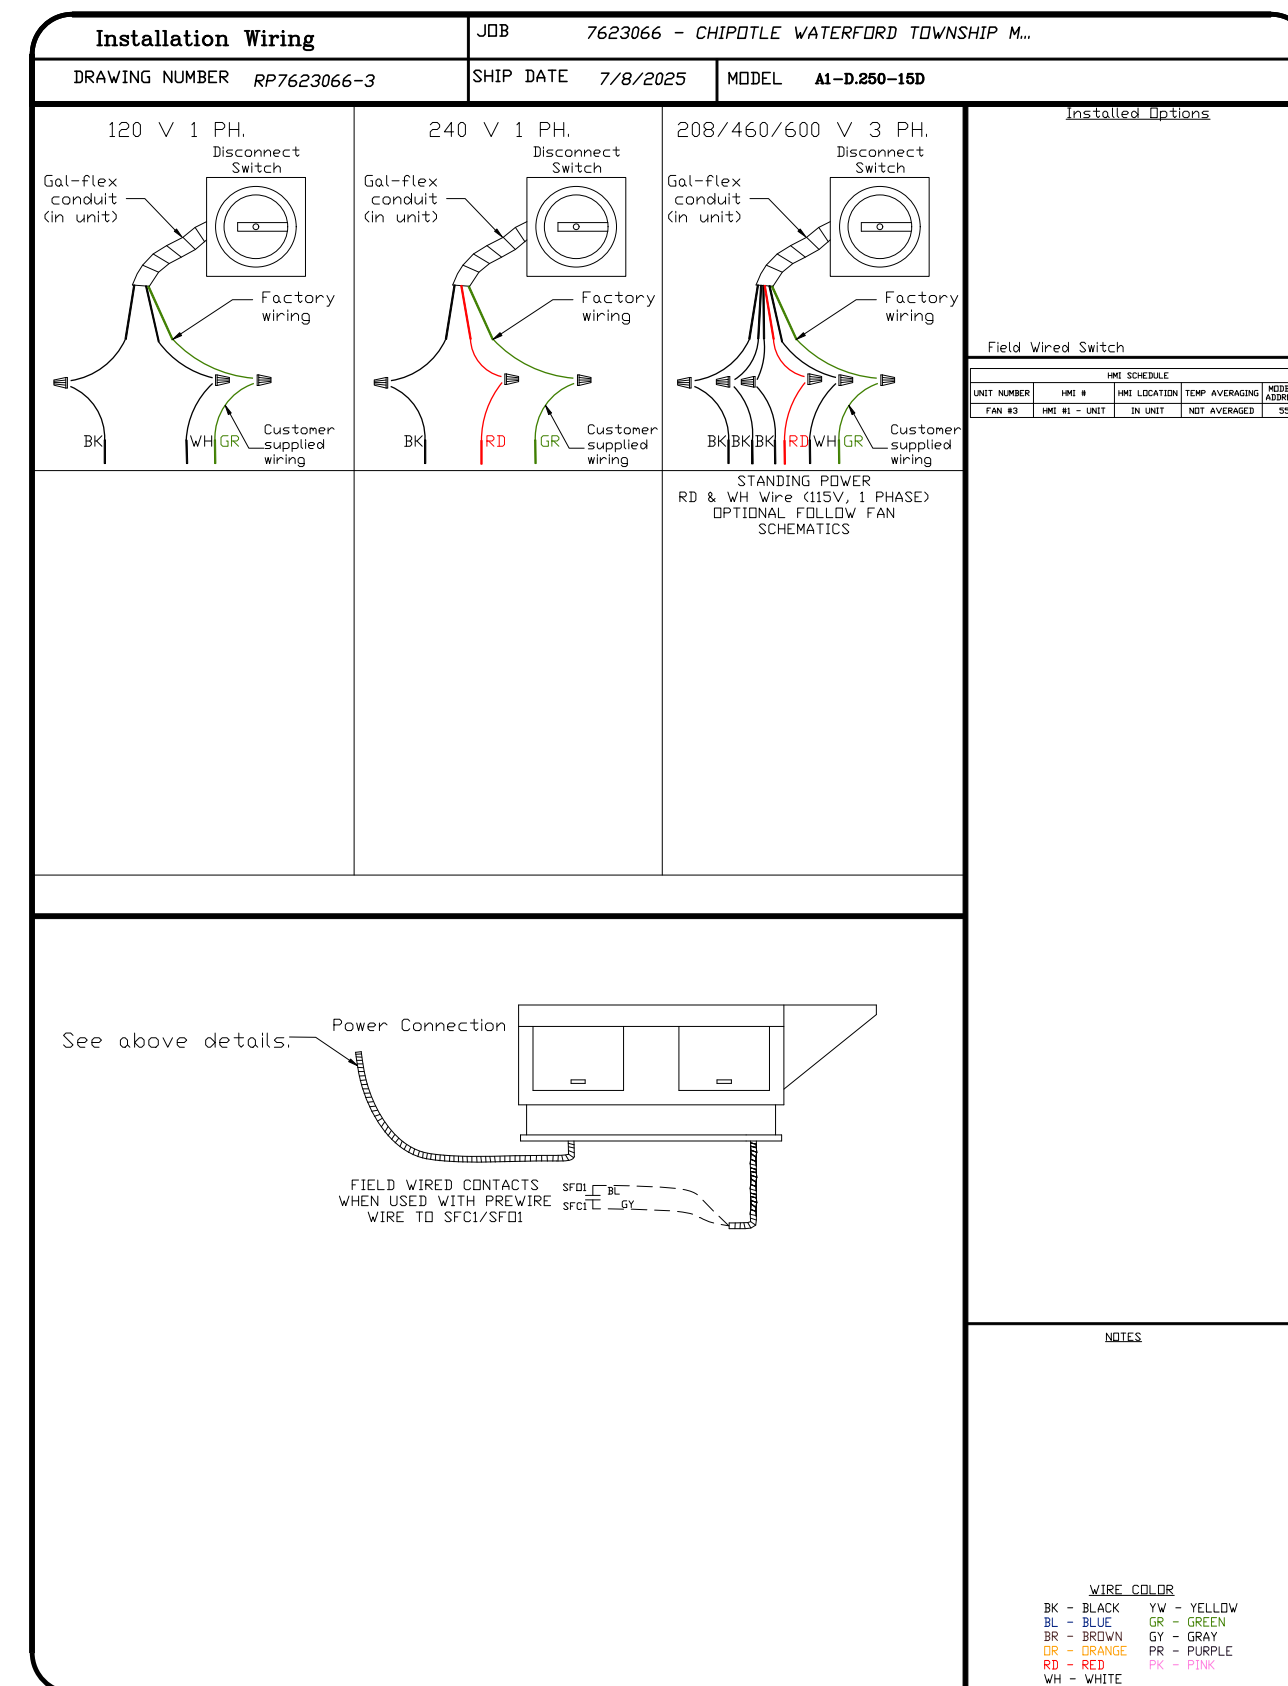 Installation Wiring
JOB 7623066 - CHIPOTLE WATERFORD TOWNSHIP M...
DRAWING NUMBER RP7623066-3
SHIP DATE 7/8/2025
MODEL A1-D.250-15D
120 V 1 PH.
Disconnect
Switch
Gal-flex
conduit
(in unit)
Factory
wiring
BK
WH
GR
Customer
supplied
wiring
240 V 1 PH.
Disconnect
Switch
Gal-flex
conduit
(in unit)
Factory
wiring
BK
RD
GR
Customer
supplied
wiring
208/460/600 V 3 PH.
Disconnect
Switch
Gal-flex
conduit
(in unit)
Factory
wiring
BK
BK
BK
RD
WH
GR
Customer
supplied
wiring
STANDING POWER
RD & WH Wire (115V, 1 PHASE)
OPTIONAL FOLLOW FAN
SCHEMATICS
Installed Options
Field Wired Switch
HMI SCHEDULE
UNIT NUMBER HMI # HMI LOCATION TEMP AVERAGING
FAN #3 HMI #1 - UNIT IN UNIT NOT AVERAGED 55
See above details.
Power Connection
FIELD WIRED CONTACTS
WHEN USED WITH PREWIRE
WIRE TO SFC1/SFO1
SFO1
BL
SFC1
GY
NOTES
WIRE COLOR
BK - BLACK YW - YELLOW
BL - BLUE GR - GREEN
BR - BROWN GY - GRAY
OR - ORANGE PR - PURPLE
RD - RED PK - PINK
WH - WHITE